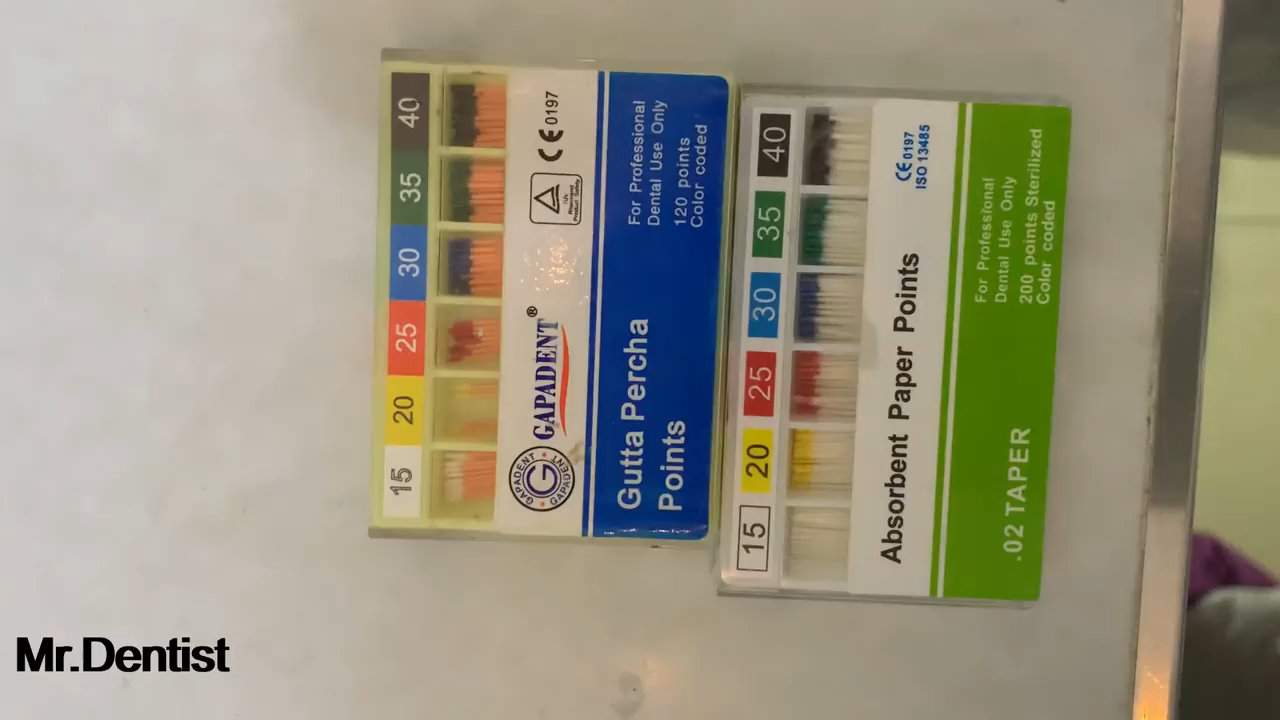 15 20 25 30 35 40
GAPADENT
G
GAPADENT
GAPADENT®
CE 0197
Gutta Percha
Points
For Professional
Dental Use Only
120 points
Color coded
15 20 25 30 35 40
Absorbent Paper Points
CE 0197
ISO 13485
.02 TAPER
For Professional
Dental Use Only
200 points Sterilized
Color coded
Mr.Dentist